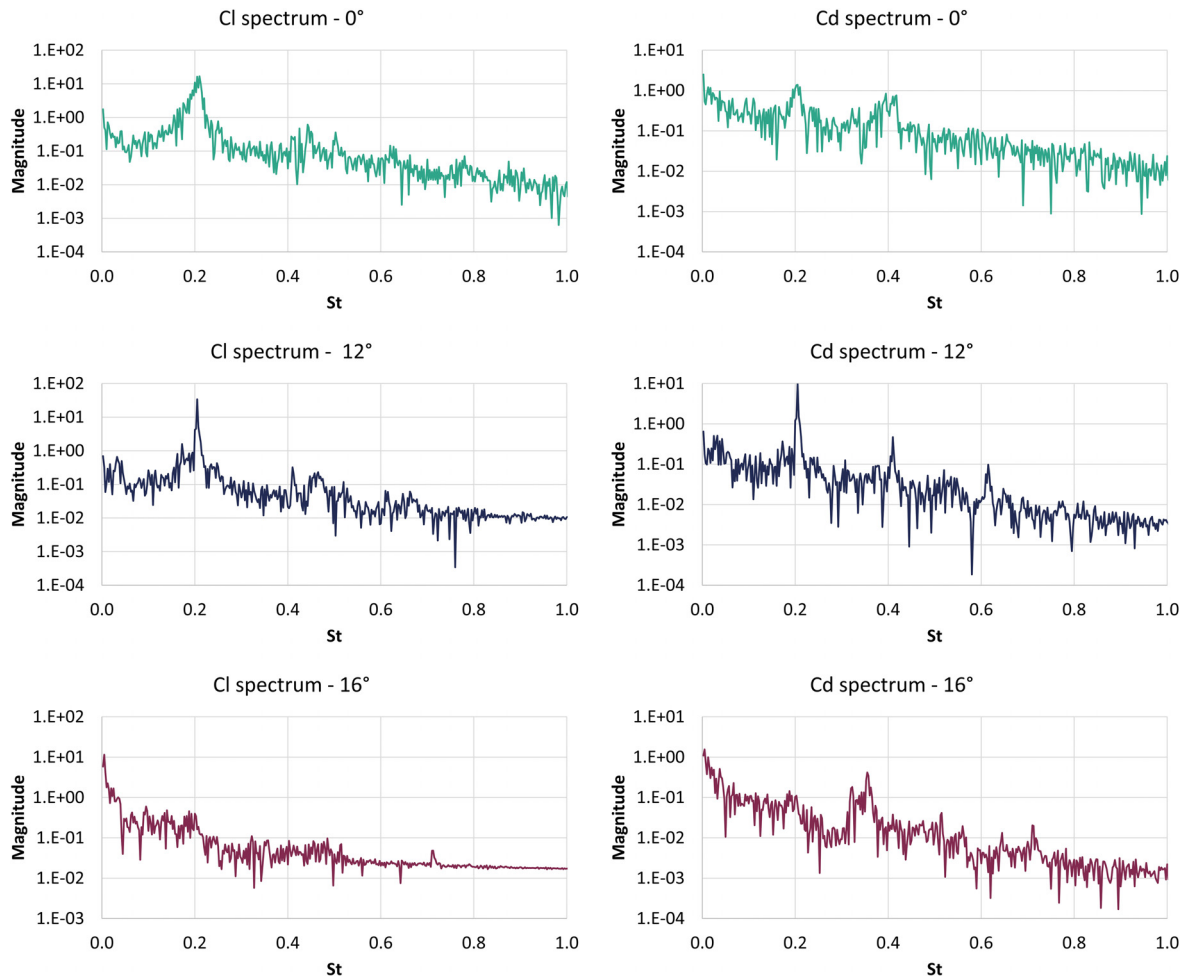 Cl spectrum - 0°
1.E+02
1.E+01
1.E+00
1.E-01
1.E-02
1.E-03
1.E-04
Magnitude
0.0 0.2 0.4 0.6 0.8 1.0
St
Cd spectrum - 0°
1.E+01
1.E+00
1.E-01
1.E-02
1.E-03
1.E-04
Magnitude
0.0 0.2 0.4 0.6 0.8 1.0
St
Cl spectrum - 12°
1.E+02
1.E+01
1.E+00
1.E-01
1.E-02
1.E-03
1.E-04
Magnitude
0.0 0.2 0.4 0.6 0.8 1.0
St
Cd spectrum - 12°
1.E+01
1.E+00
1.E-01
1.E-02
1.E-03
1.E-04
Magnitude
0.0 0.2 0.4 0.6 0.8 1.0
St
Cl spectrum - 16°
1.E+02
1.E+01
1.E+00
1.E-01
1.E-02
1.E-03
Magnitude
0.0 0.2 0.4 0.6 0.8 1.0
St
Cd spectrum - 16°
1.E+01
1.E+00
1.E-01
1.E-02
1.E-03
1.E-04
Magnitude
0.0 0.2 0.4 0.6 0.8 1.0
St